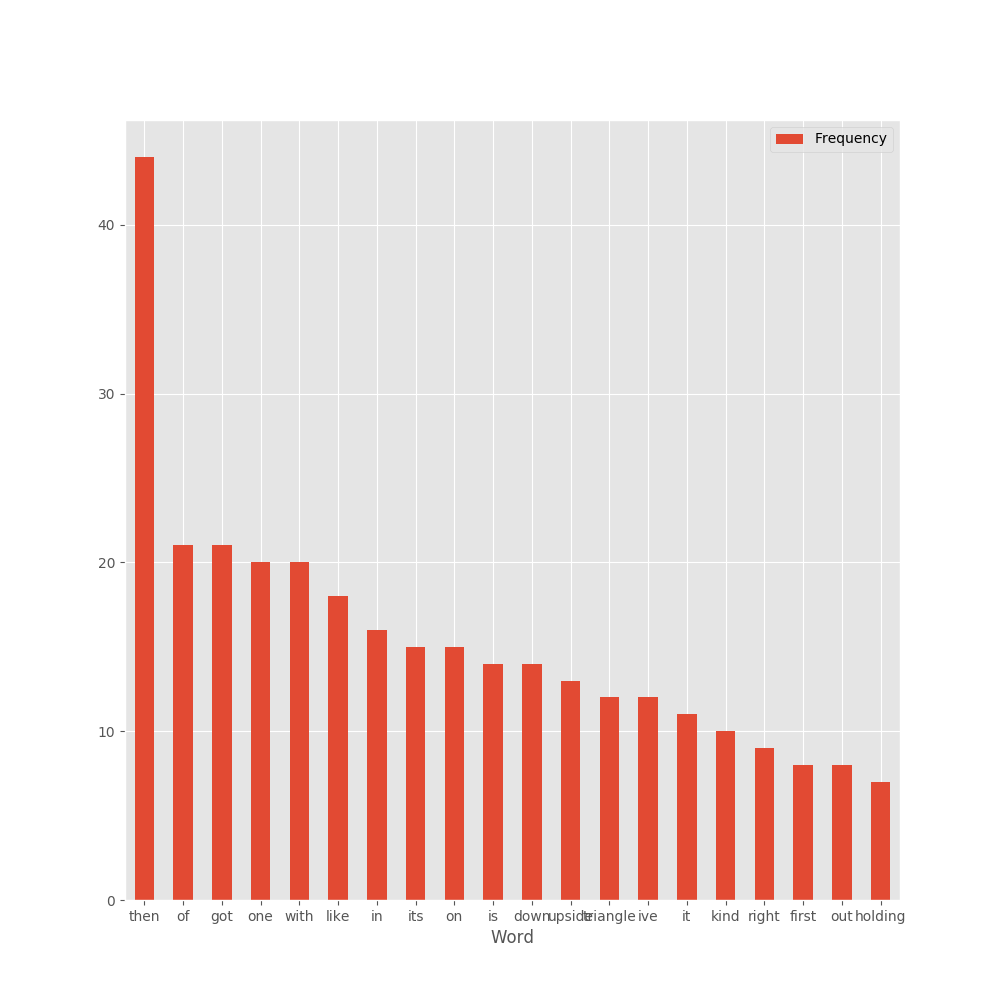 Frequency
40
30
20
10
0
then of got one with like in its on is down upside triangle ive it kind right first out holding
Word